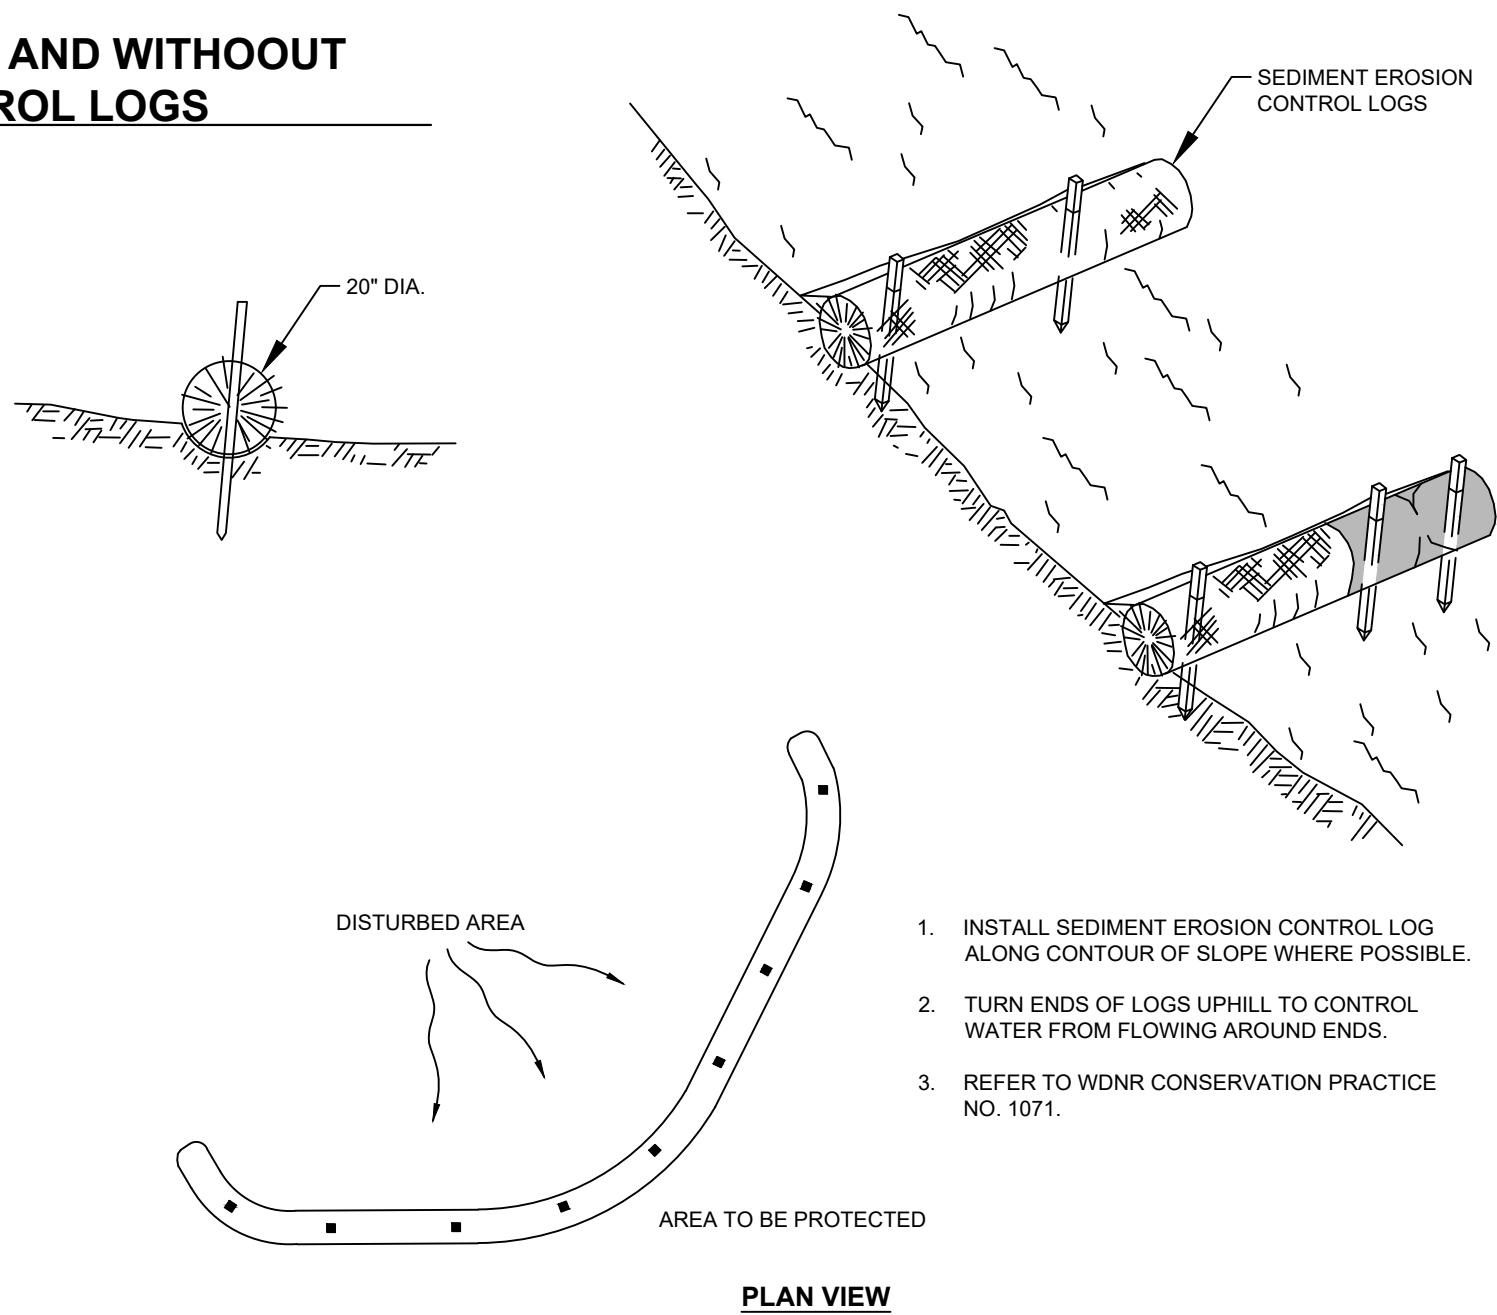 AND WITHOOUT
ROL LOGS
SEDIMENT EROSION
CONTROL LOGS
20" DIA.
DISTURBED AREA
1. INSTALL SEDIMENT EROSION CONTROL LOG
ALONG CONTOUR OF SLOPE WHERE POSSIBLE.
2. TURN ENDS OF LOGS UPHILL TO CONTROL
WATER FROM FLOWING AROUND ENDS.
3. REFER TO WDNR CONSERVATION PRACTICE
NO. 1071.
AREA TO BE PROTECTED
PLAN VIEW